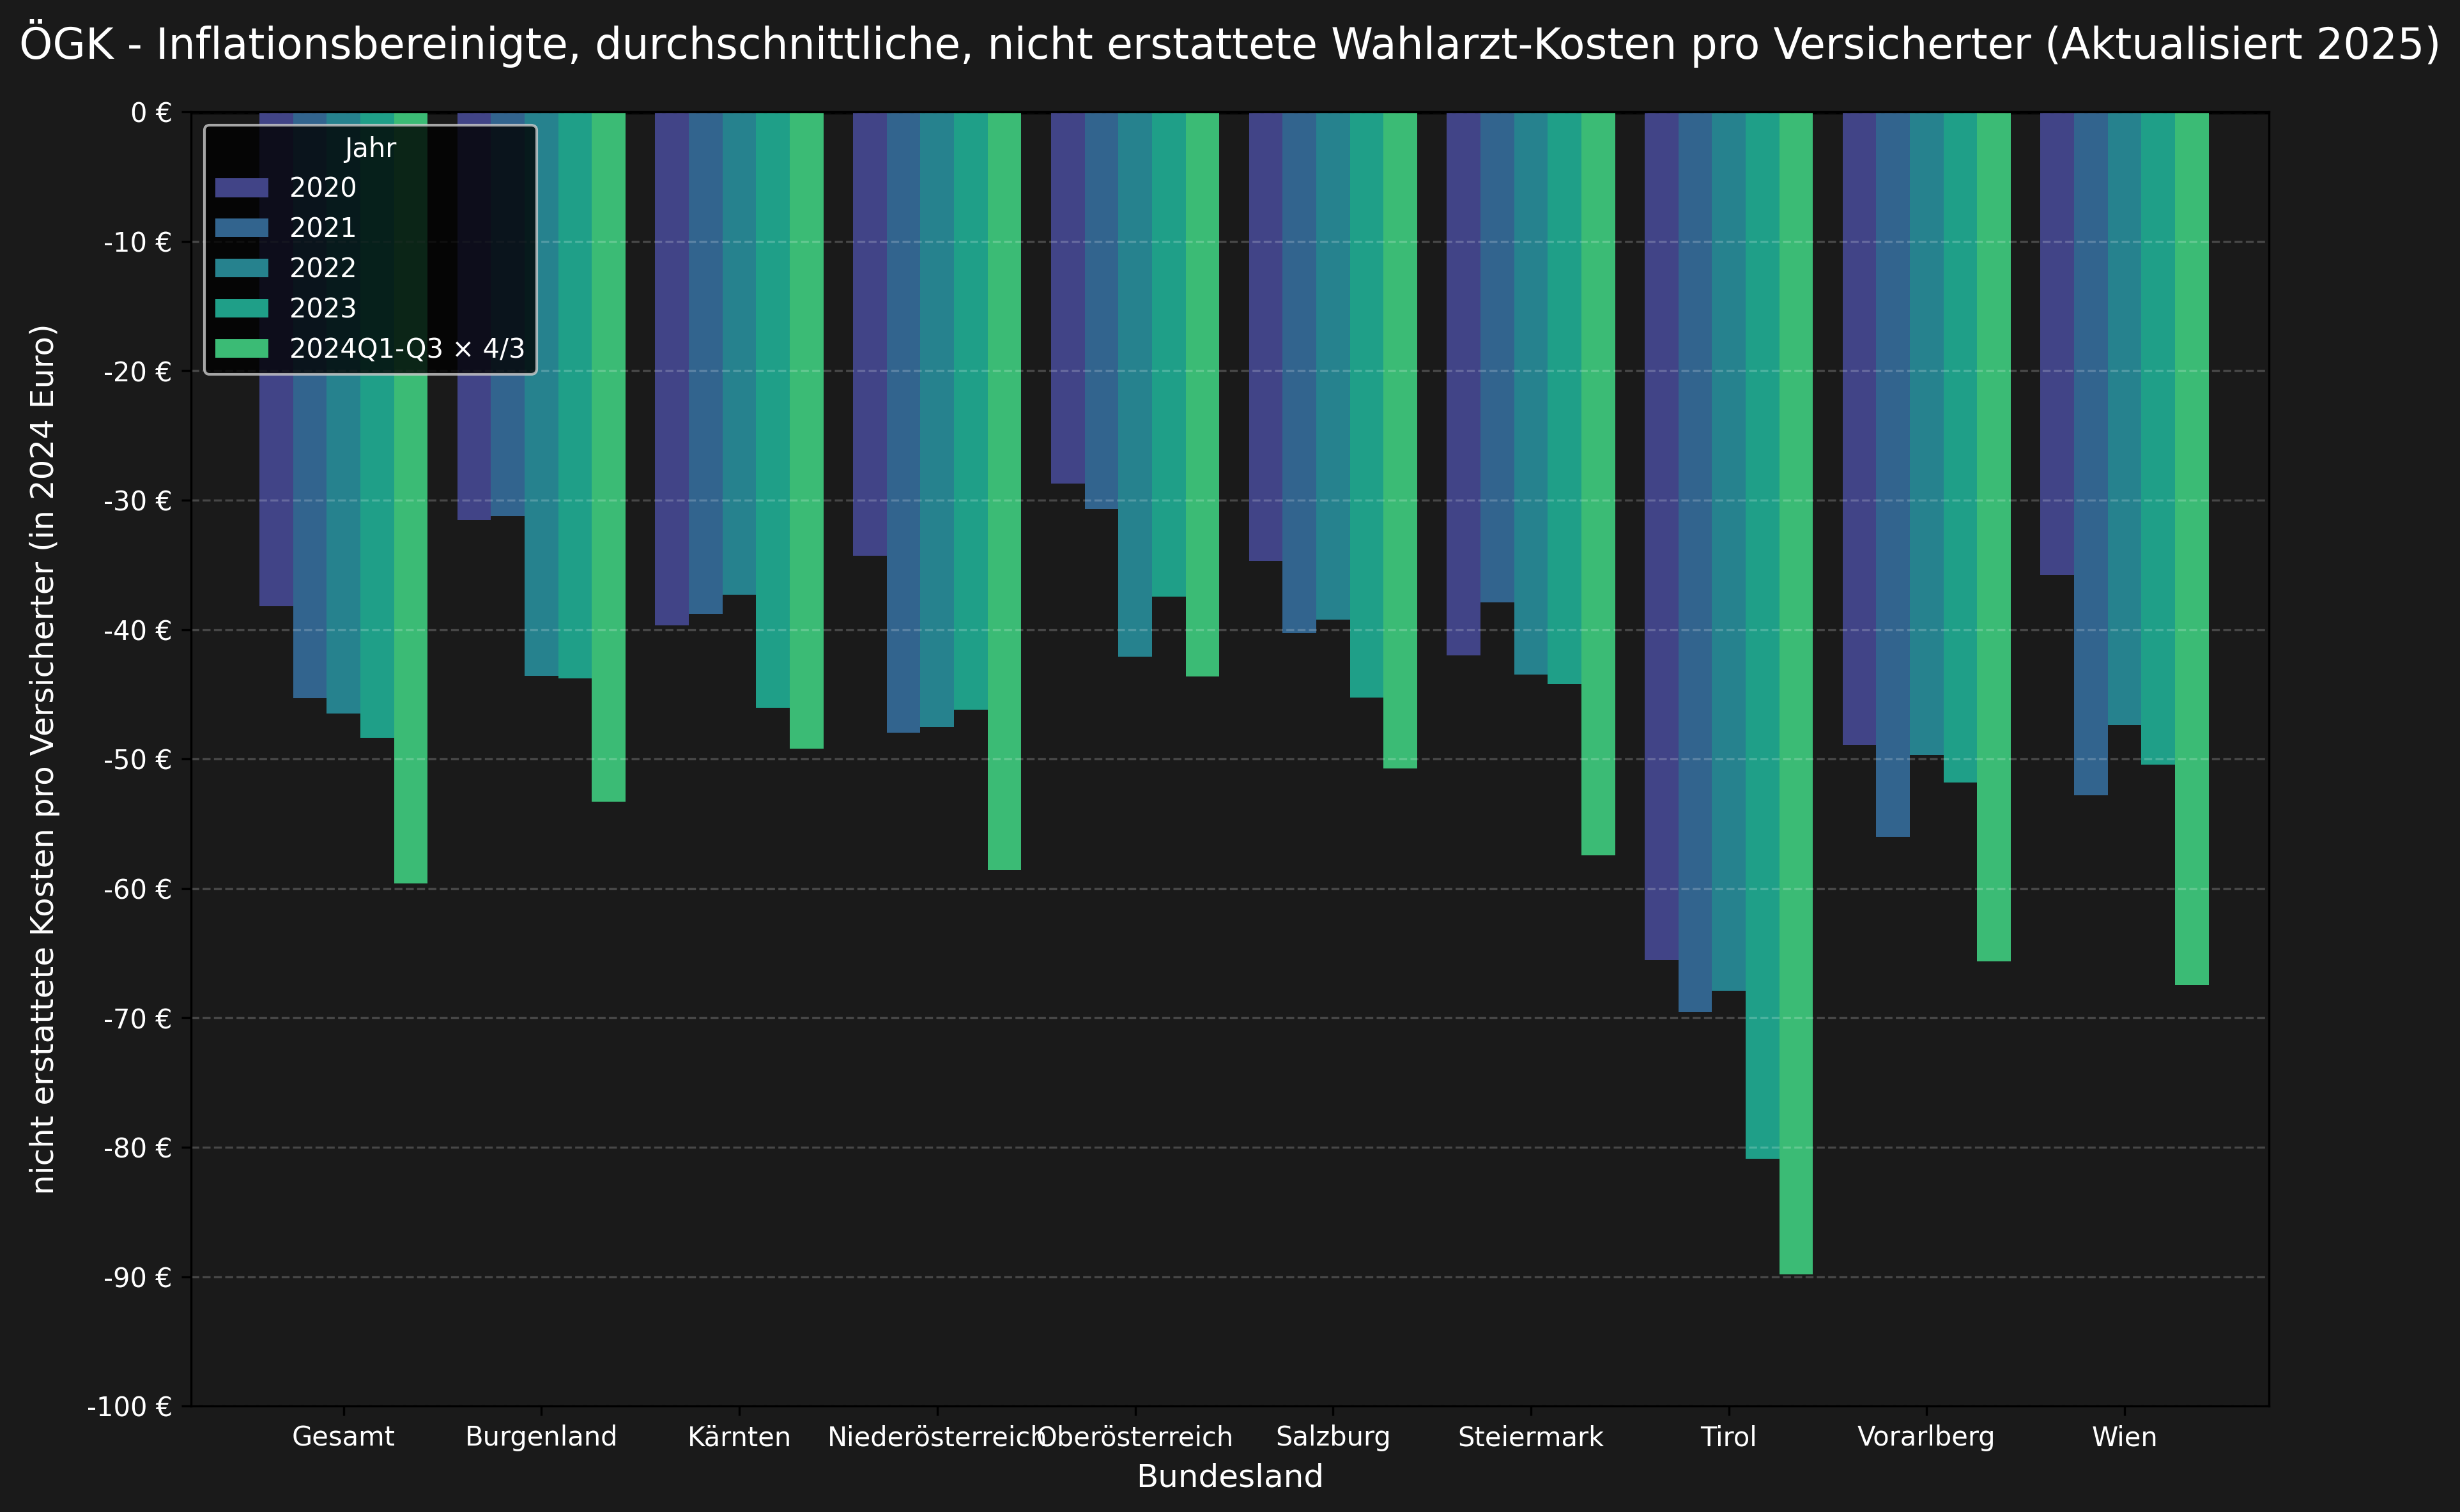 ÖGK - Inflationsbereinigte, durchschnittliche, nicht erstattete Wahlarzt-Kosten pro Versicherter (Aktualisiert 2025)
nicht erstattete Kosten pro Versicherter (in 2024 Euro)
0 €
-10 €
-20 €
-30 €
-40 €
-50 €
-60 €
-70 €
-80 €
-90 €
-100 €
Jahr
2020
2021
2022
2023
2024Q1-Q3 × 4/3
Gesamt
Burgenland
Kärnten
Niederösterreich
Oberösterreich
Salzburg
Steiermark
Tirol
Vorarlberg
Wien
Bundesland